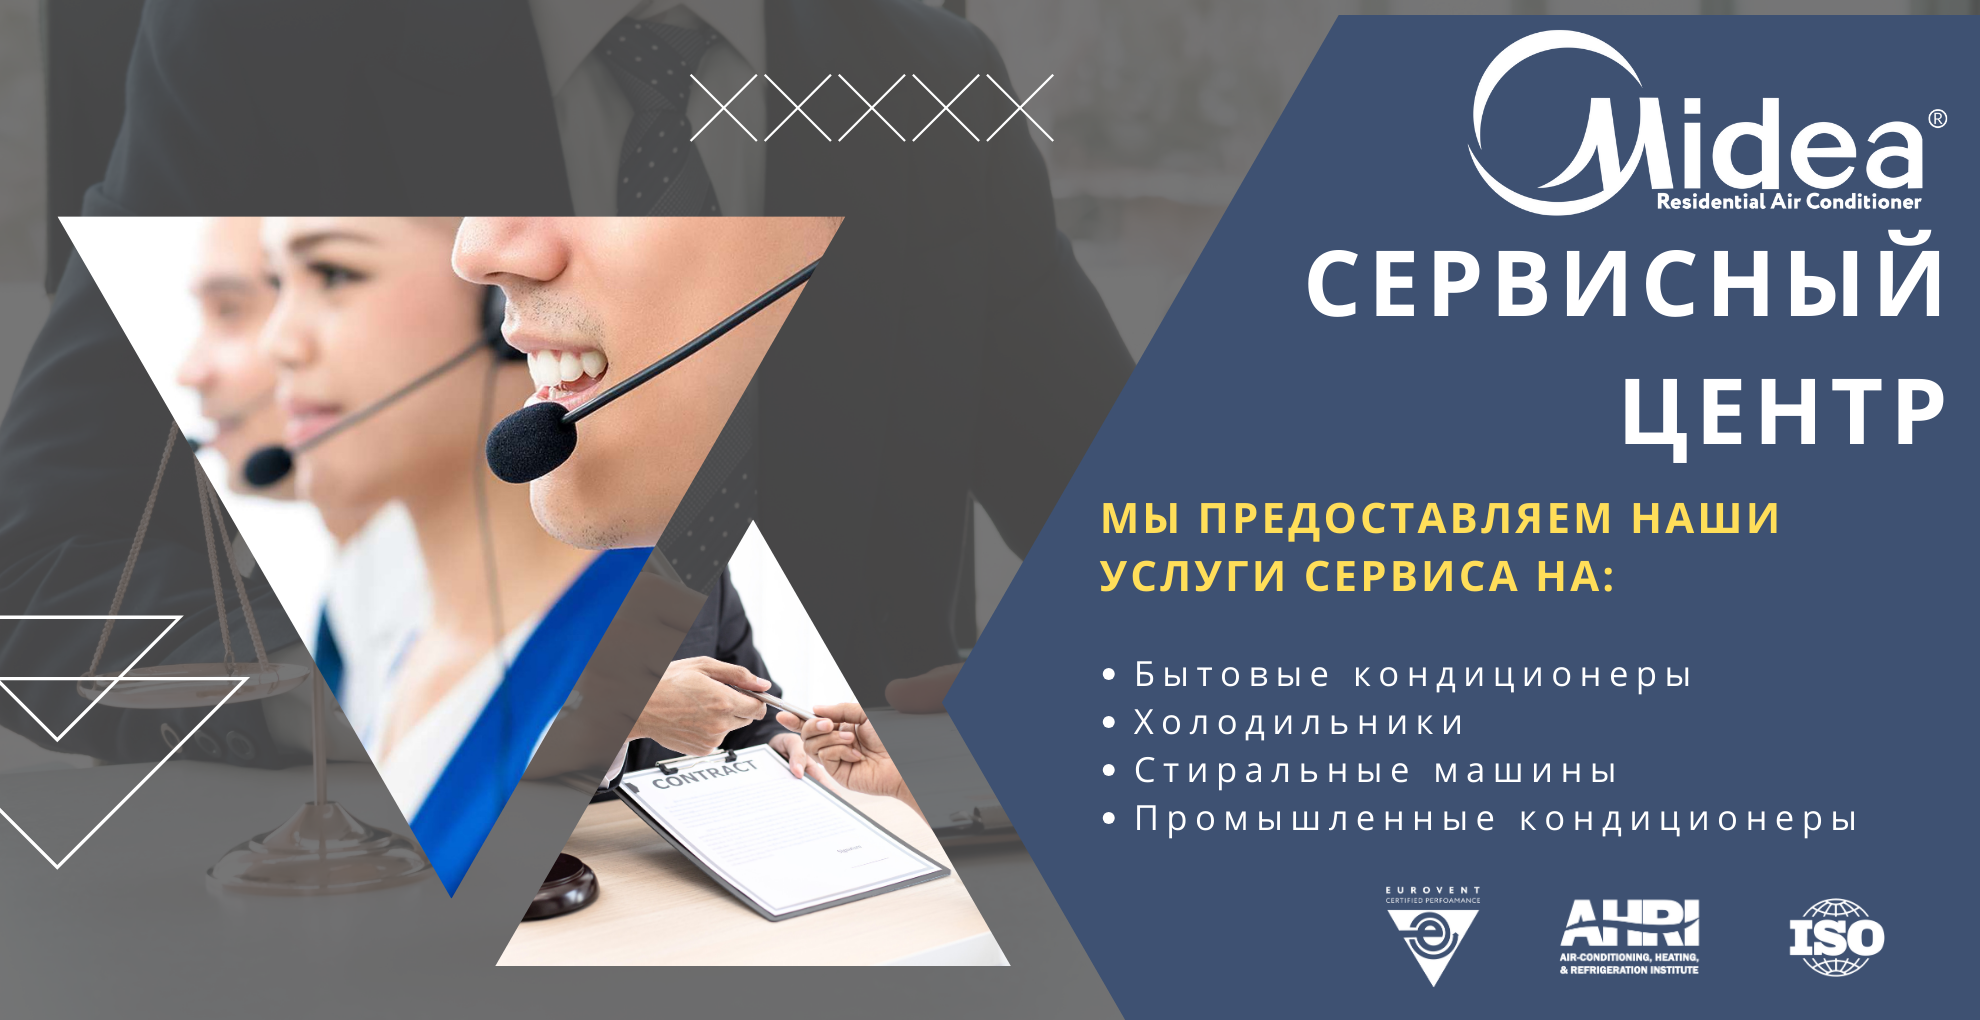 Midea®
Residential Air Conditioner
СЕРВИСНЫЙ
ЦЕНТР
МЫ ПРЕДОСТАВЛЯЕМ НАШИ
УСЛУГИ СЕРВИСА НА:
• Бытовые кондиционеры
• Холодильники
• Стиральные машины
• Промышленные кондиционеры
CONTRACT
EUROVENT
CERTIFIED PERFOAMANCE
AHRI
AIR-CONDITIONING, HEATING,
& REFRIGERATION INSTITUTE
ISO